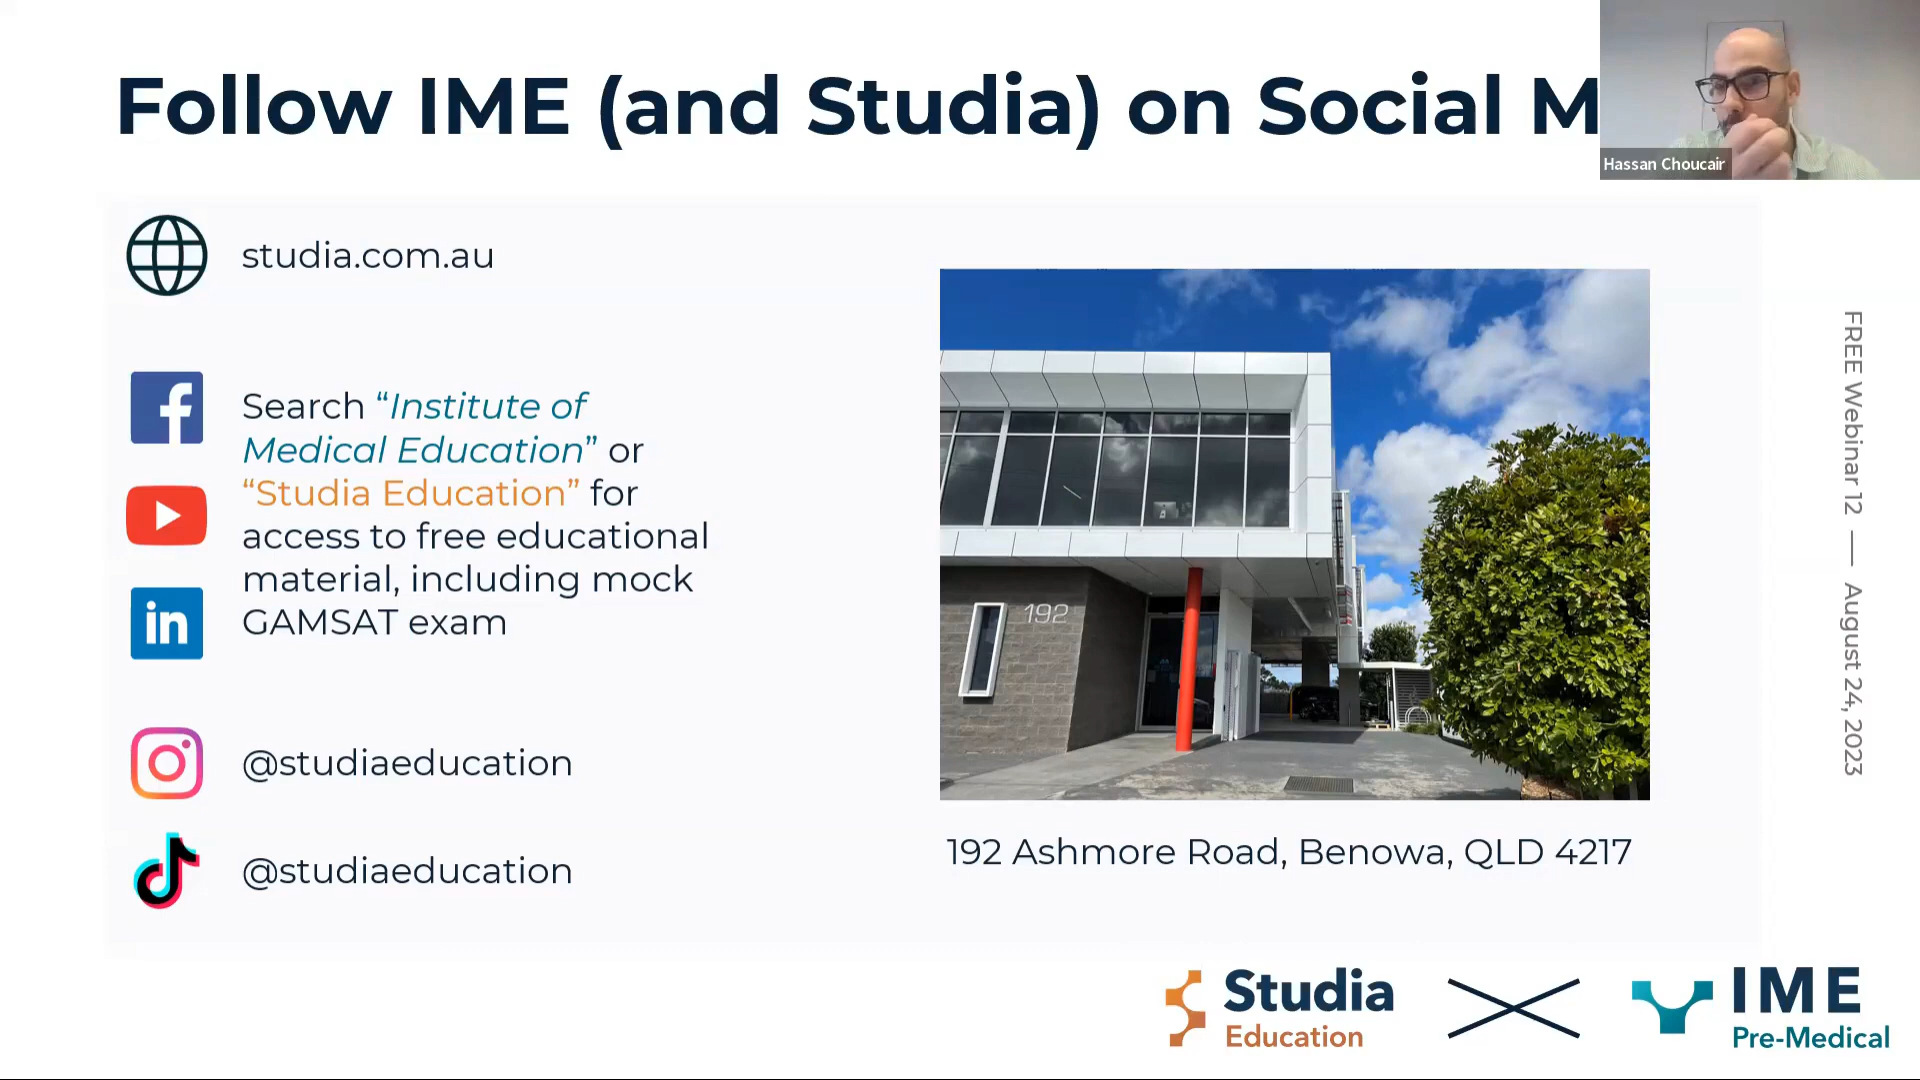 Follow IME (and Studia) on Social M
Hassan Choucair
studia.com.au
Search “Institute of
Medical Education” or
“Studia Education” for
access to free educational
material, including mock
GAMSAT exam
@studiaeducation
@studiaeducation
192
192 Ashmore Road, Benowa, QLD 4217
FREE Webinar 12 — August 24, 2023
Studia
Education
IME
Pre-Medical